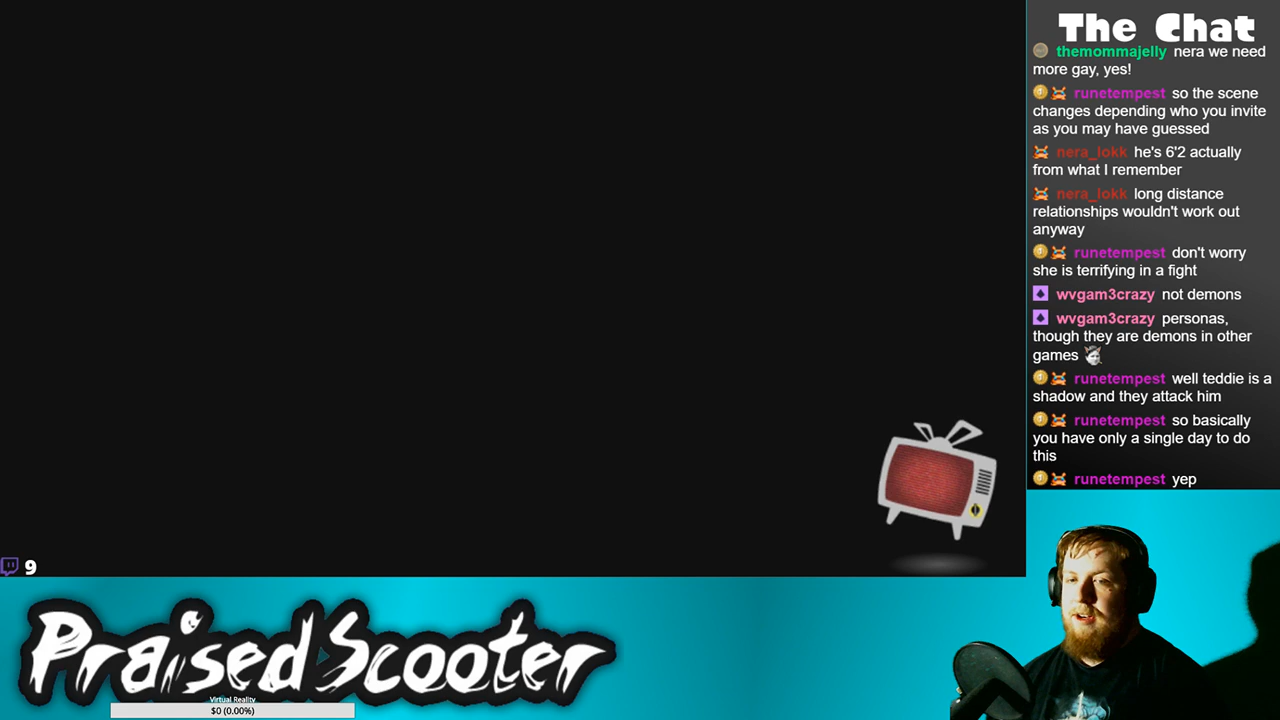 The Chat
themommajelly nera we need
more gay, yes!
runetempest so the scene
changes depending who you invite
as you may have guessed
nera_lokk he's 6'2 actually
from what I remember
nera_lokk long distance
relationships wouldn't work out
anyway
runetempest don't worry
she is terrifying in a fight
wvgam3crazy not demons
wvgam3crazy personas,
though they are demons in other
games
runetempest well teddie is a
shadow and they attack him
runetempest so basically
you have only a single day to do
this
runetempest yep
9
PraisedScooter
Virtual Reality
$0 (0.00%)